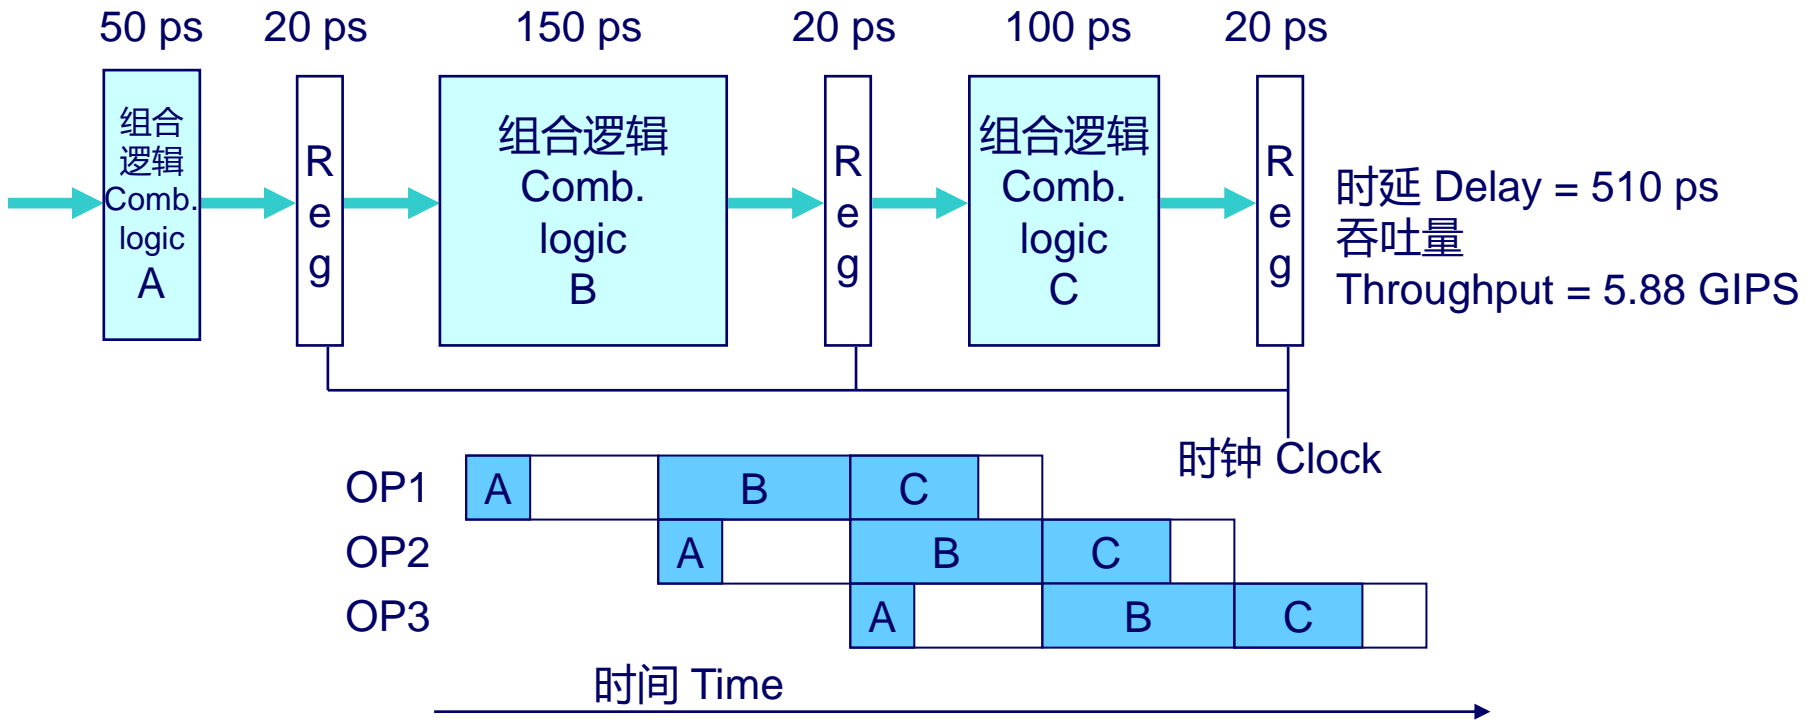 50 ps 20 ps 150 ps 20 ps 100 ps 20 ps
组合
逻辑
Comb.
logic
A
R
e
g
组合逻辑
Comb.
logic
B
R
e
g
组合逻辑
Comb.
logic
C
R
e
g
时延 Delay = 510 ps
吞吐量
Throughput = 5.88 GIPS
时钟 Clock
OP1 A B C
OP2 A B C
OP3 A B C
时间 Time